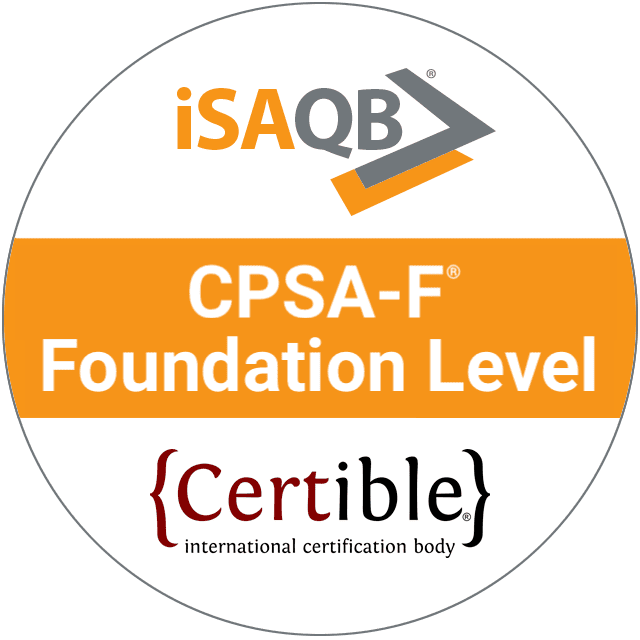 iSAQB®
CPSA-F®
Foundation Level
{Certible®}
international certification body